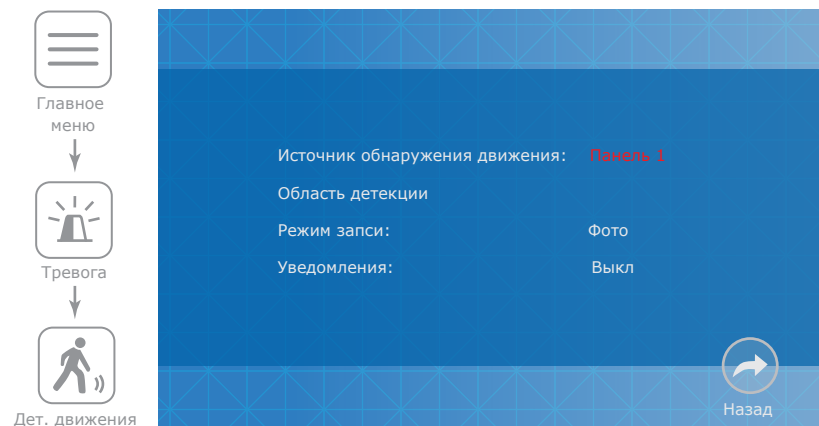 Главное
меню
Тревога
Дет. движения
Источник обнаружения движения: Панель 1
Область детекции
Режим запси: Фото
Уведомления: Выкл
Назад